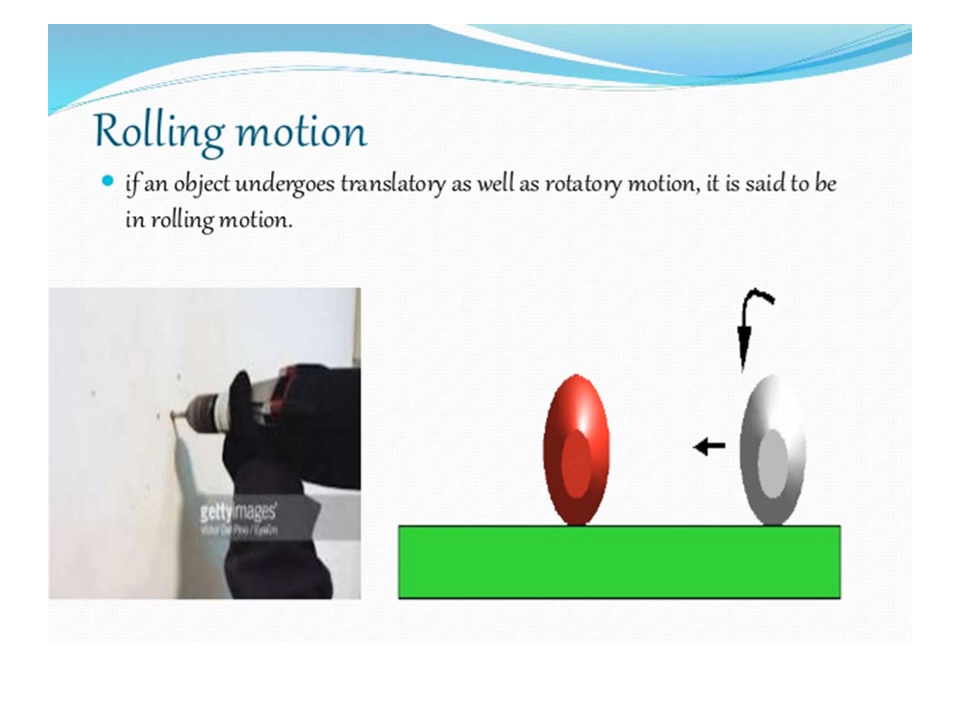 Rolling motion
if an object undergoes translatory as well as rotatory motion, it is said to be
in rolling motion.
gettyimages